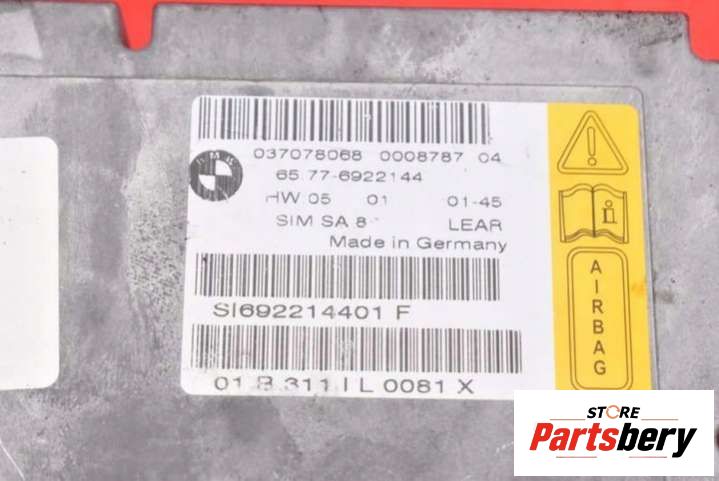 037078068 0008787 04
BMW
65.77-6922144
HW 05 01 01-45
SIM SA 8 LEAR
Made in Germany
SI692214401 F
01 B 311 I L 0081 X
AIRBAG
STORE
Partsbery